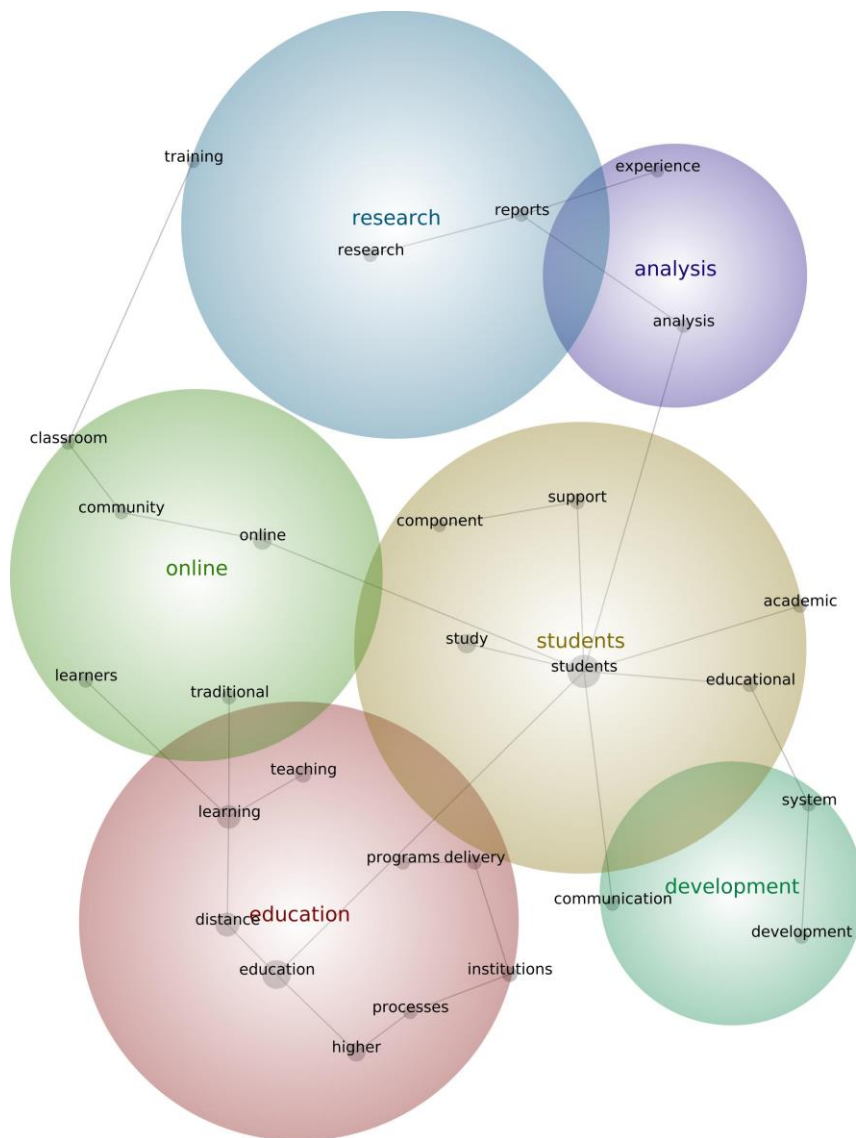 training
experience
reports
research
research
analysis
analysis
classroom
support
community
component
online
online
academic
study
students
students
learners
educational
traditional
teaching
system
learning
programs
delivery
development
communication
distance
education
development
education
institutions
processes
higher